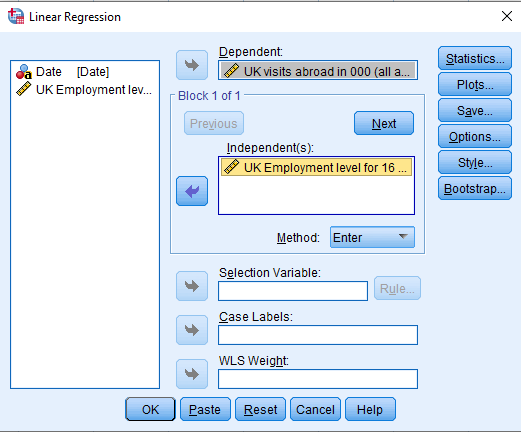 Linear Regression
Date [Date]
UK Employment lev...
Dependent:
UK visits abroad in 000 (all a...
Block 1 of 1
Previous
Next
Independent(s):
UK Employment level for 16 ...
Method:
Enter
Selection Variable:
Rule...
Case Labels:
WLS Weight:
Statistics...
Plots...
Save...
Options...
Style...
Bootstrap...
OK
Paste
Reset
Cancel
Help